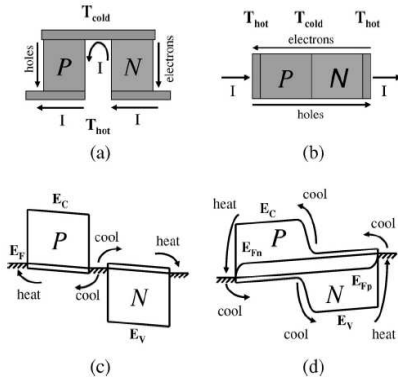 T_cold
holes
P
I
N
electrons
I
T_hot
I
(a)
T_hot T_cold T_hot
electrons
I
P
N
I
holes
(b)
E_C
P
E_F
cool
heat
heat
cool
N
E_V
(c)
cool
heat
E_C
P
E_Fn
cool
N
E_Fp
cool
E_V
heat
(d)